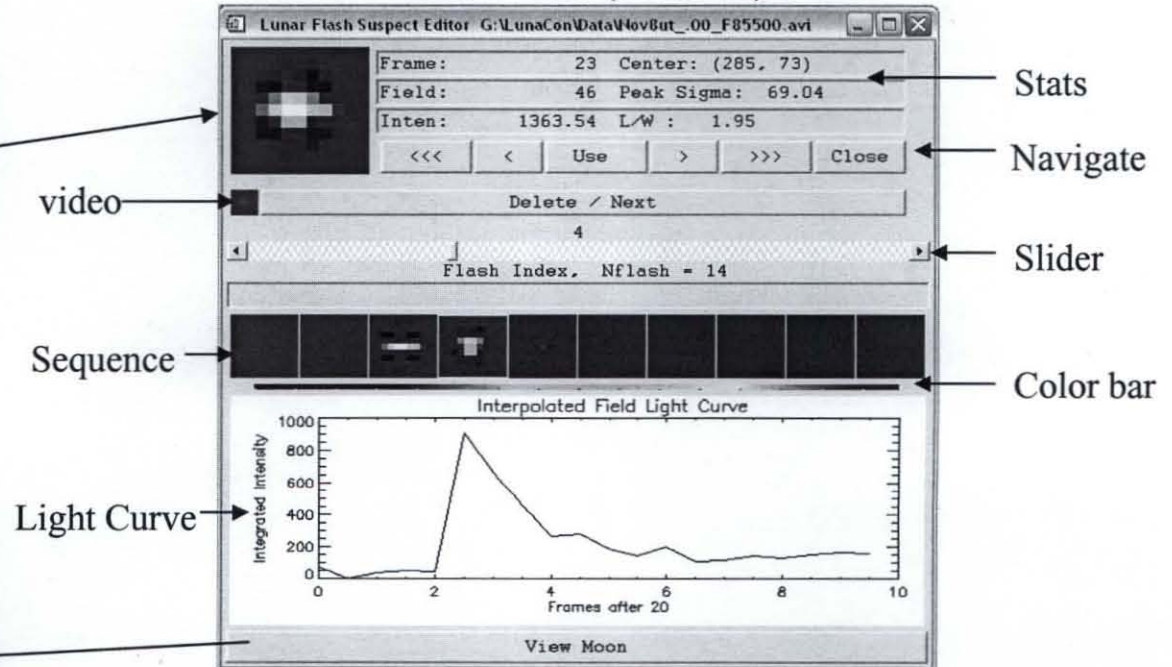 Lunar Flash Suspect Editor G:\LunaCon\Data\Nov8ut_.00_F85500.avi
Frame: 23 Center: (285, 73)
Field: 46 Peak Sigma: 69.04
Inten: 1363.54 L/W : 1.95
Stats
<<< < Use > >>> Close
Navigate
video
Delete / Next
4
Slider
Flash Index, Nflash = 14
Sequence
Color bar
Interpolated Field Light Curve
1000
800
600
400
200
0
Integrated Intensity
Light Curve
0 2 4 6 8 10
Frames after 20
View Moon